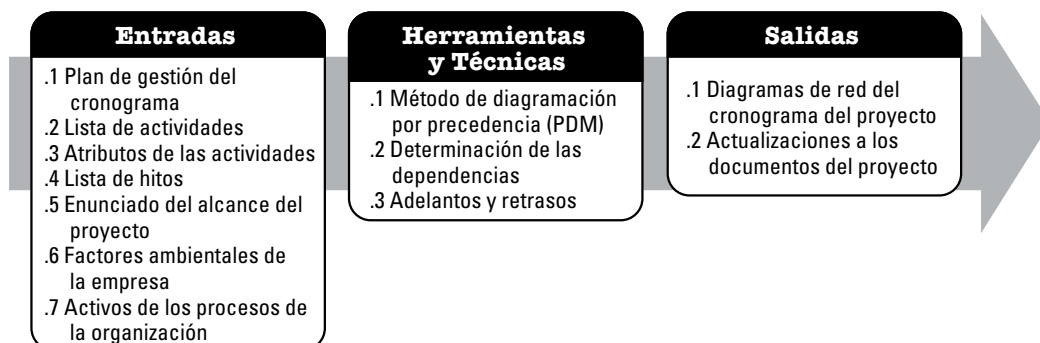 Entradas
.1 Plan de gestión del
cronograma
.2 Lista de actividades
.3 Atributos de las actividades
.4 Lista de hitos
.5 Enunciado del alcance del
proyecto
.6 Factores ambientales de
la empresa
.7 Activos de los procesos de
la organización
Herramientas
y Técnicas
.1 Método de diagramación
por precedencia (PDM)
.2 Determinación de las
dependencias
.3 Adelantos y retrasos
Salidas
.1 Diagramas de red del
cronograma del proyecto
.2 Actualizaciones a los
documentos del proyecto